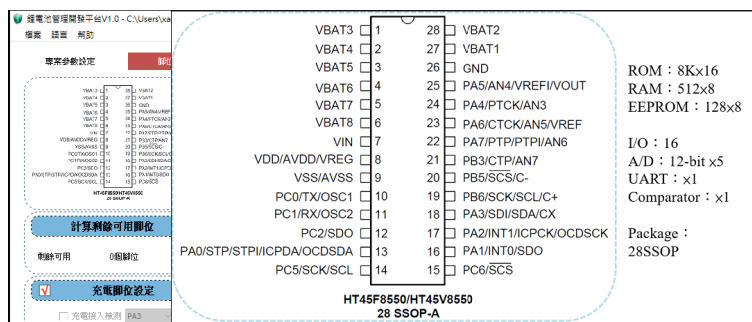 鋰電池管理開發平台V1.0 - C:\Users\xa
檔案 語言 幫助
專案參數設定
腳位
計算剩餘可用腳位
剩餘可用 0個腳位
充電腳位設定
充電接入檢測 PA3
VBAT3 1 28 VBAT2
VBAT4 2 27 VBAT1
VBAT5 3 26 GND
VBAT6 4 25 PA5/AN4/VREFI/VOUT
VBAT7 5 24 PA4/PTCK/AN3
VBAT8 6 23 PA6/CTCK/AN5/VREF
VIN 7 22 PA7/PTP/PTPI/AN6
VDD/AVDD/VREG 8 21 PB3/CTP/AN7
VSS/AVSS 9 20 PB5/SCS/C-
PC0/TX/OSC1 10 19 PB6/SCK/SCL/C+
PC1/RX/OSC2 11 18 PA3/SDI/SDA/CX
PC2/SDO 12 17 PA2/INT1/ICPCK/OCDSCK
PA0/STP/STPI/ICPDA/OCDSDA 13 16 PA1/INT0/SDO
PC5/SCK/SCL 14 15 PC6/SCS
HT45F8550/HT45V8550
28 SSOP-A
ROM：8K×16
RAM：512x8
EEPROM：128×8
I/O：16
A/D：12-bit x5
UART：x1
Comparator：x1
Package：
28SSOP